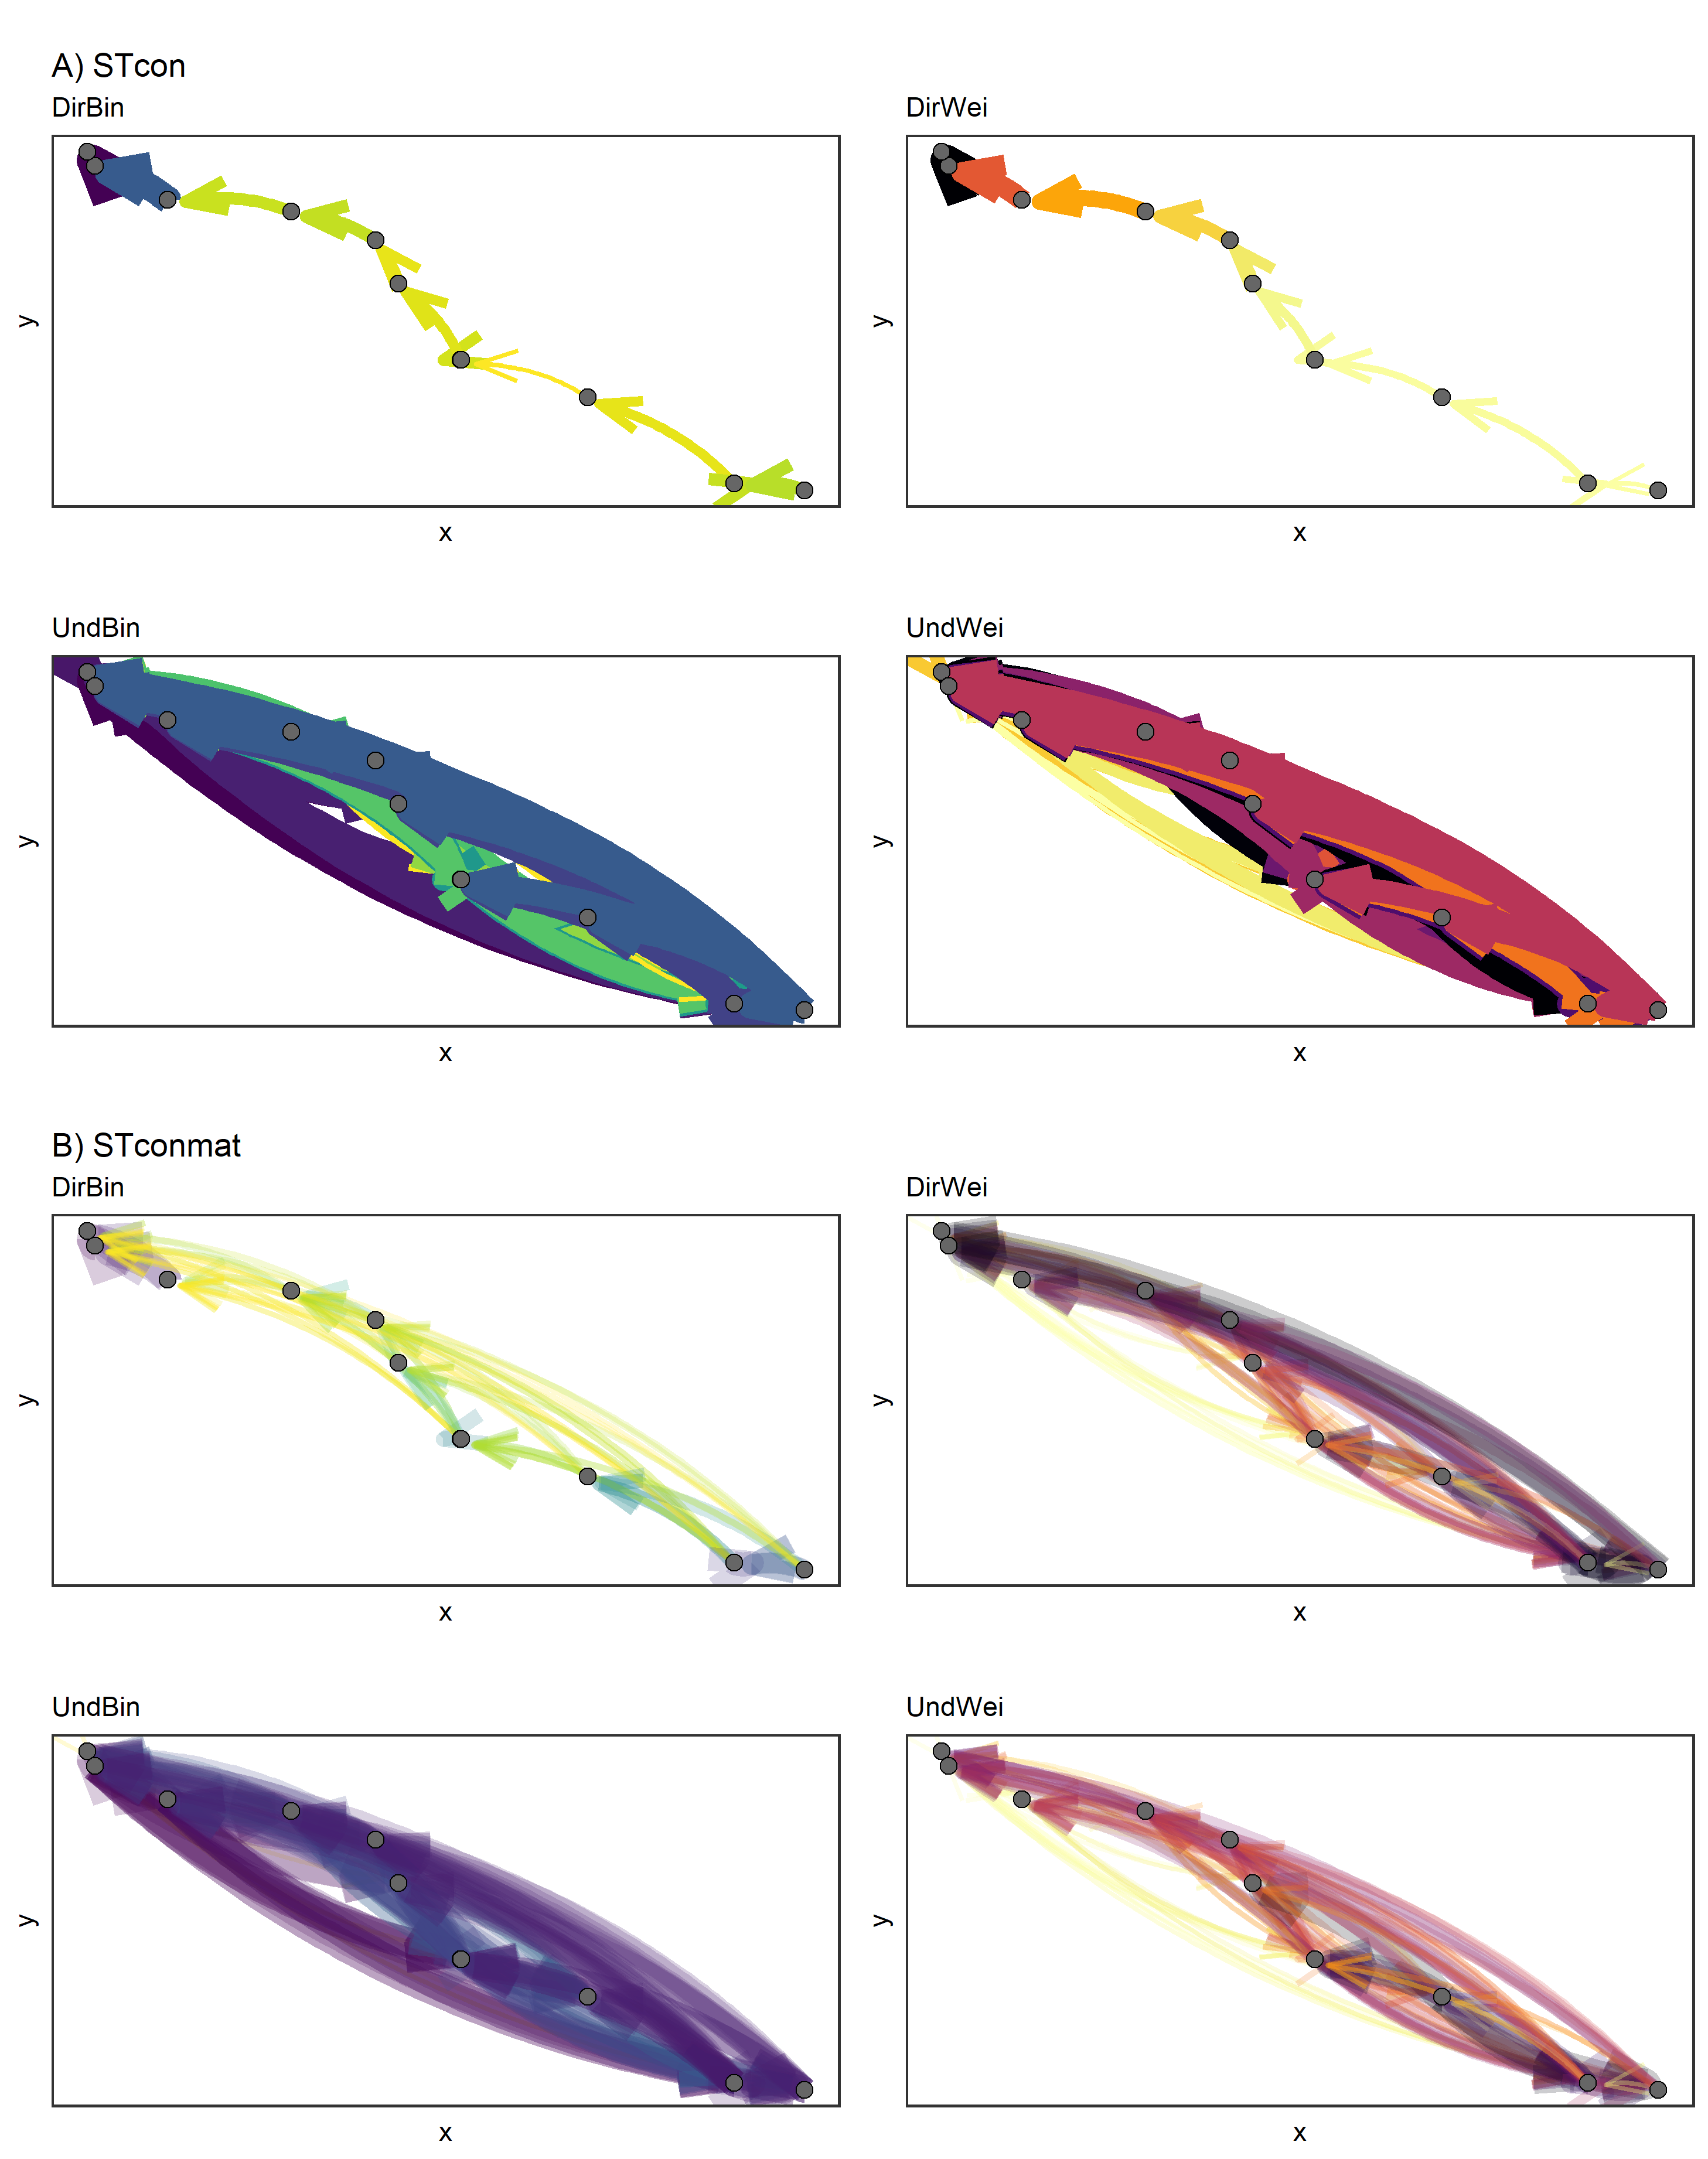 A) STcon
DirBin
DirWei
y
y
x
x
UndBin
UndWei
y
y
x
x
B) STconmat
DirBin
DirWei
y
y
x
x
UndBin
UndWei
y
y
x
x